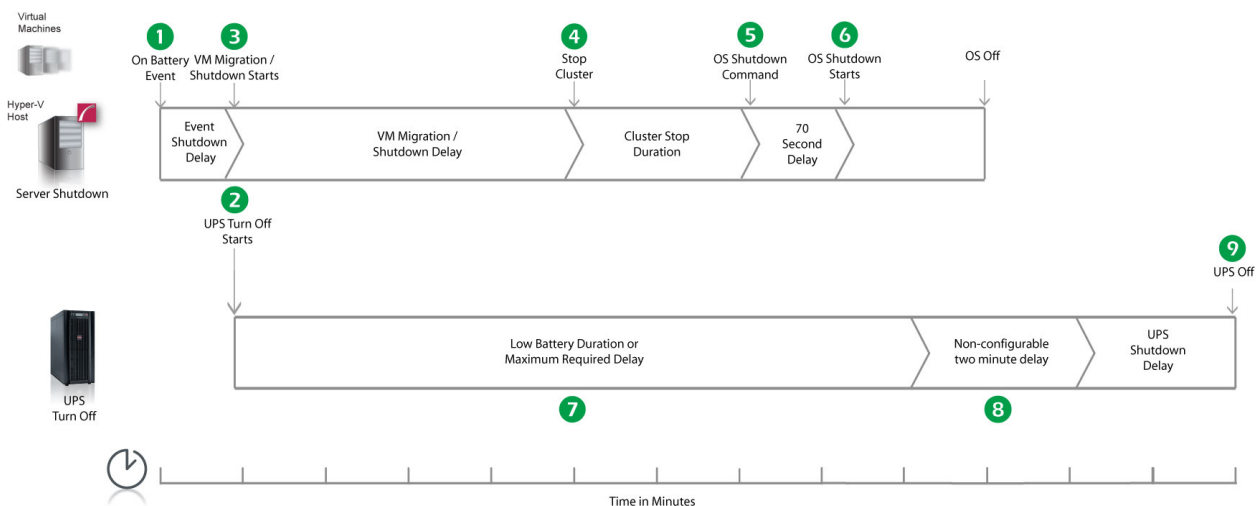 Virtual
Machines
1
3
4
5
6
On Battery
Event
VM Migration /
Shutdown Starts
Stop
Cluster
OS Shutdown
Command
OS Shutdown
Starts
OS Off
Hyper-V
Host
Server Shutdown
Event
Shutdown
Delay
VM Migration /
Shutdown Delay
Cluster Stop
Duration
70
Second
Delay
2
UPS Turn Off
Starts
9
UPS Off
UPS
Turn Off
Low Battery Duration or
Maximum Required Delay
Non-configurable
two minute delay
UPS
Shutdown
Delay
7
8
Time in Minutes